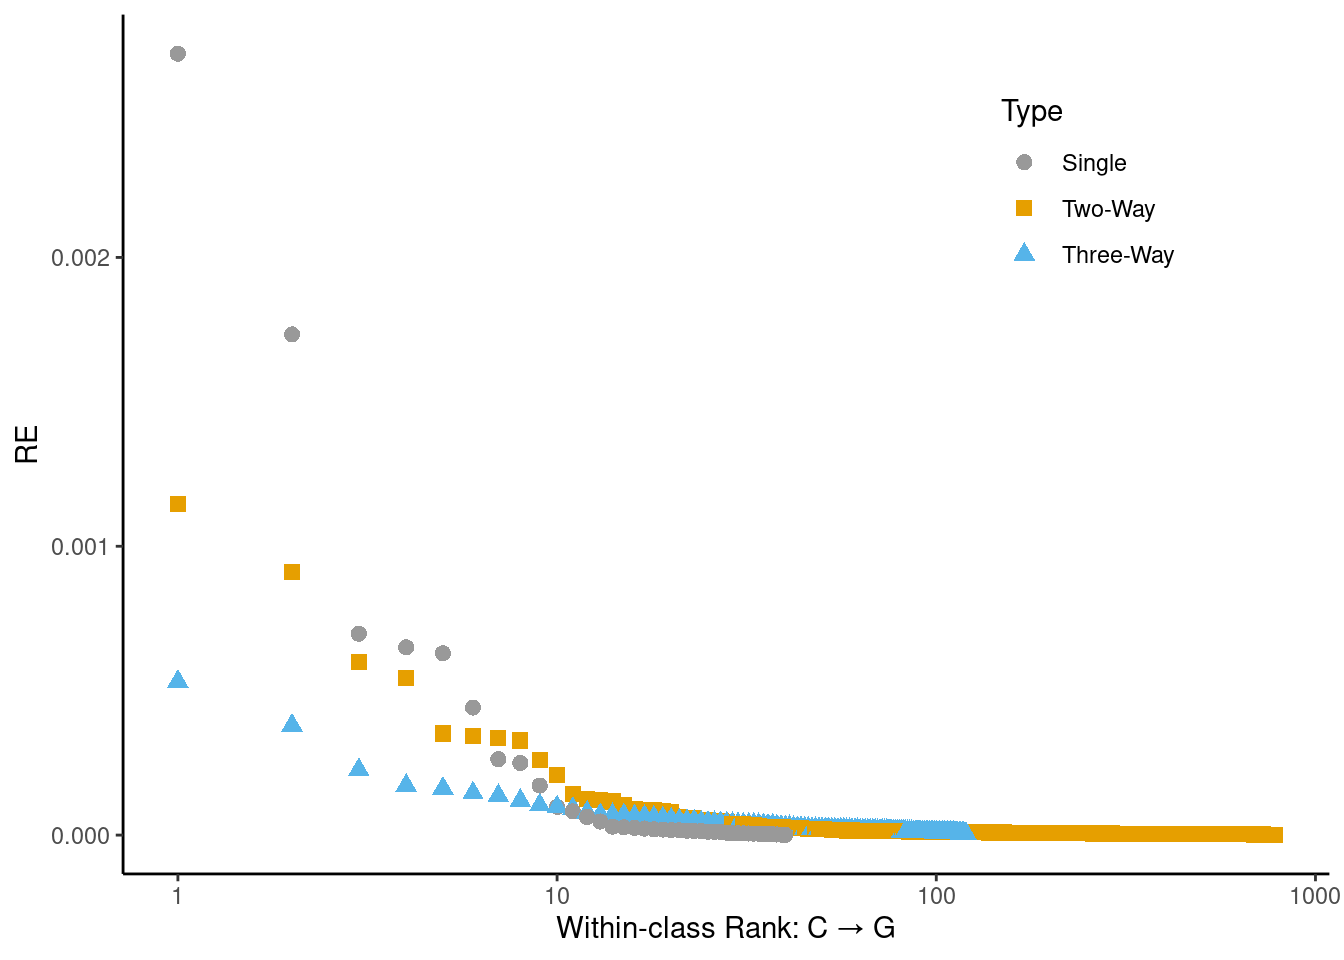 Type
Single
Two-Way
Three-Way
RE
0.002
0.001
0.000
1 10 100 1000
Within-class Rank: C → G